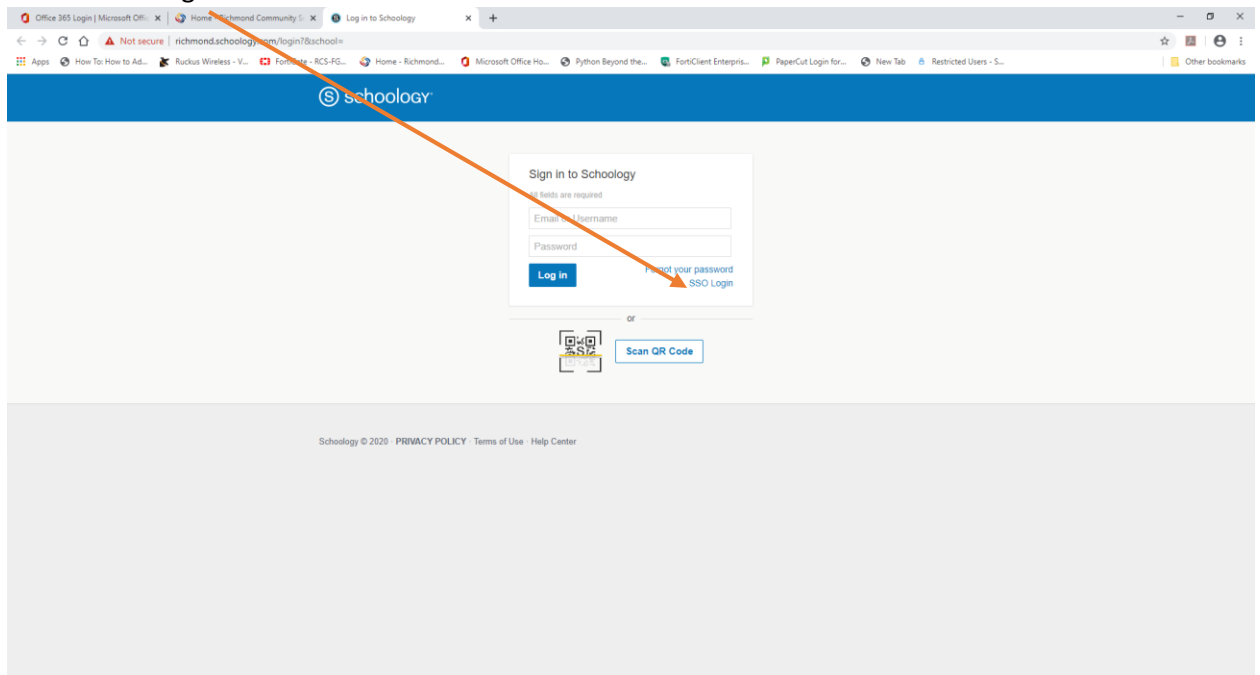 Office 365 Login | Microsoft Offic
Home - Richmond Community S
Log in to Schoology
Not secure | richmond.schoology.com/login?&school=
Apps
How To: How to Ad...
Ruckus Wireless - V...
FortiGate - RCS-FG...
Home - Richmond...
Microsoft Office Ho...
Python Beyond the...
FortiClient Enterpris...
PaperCut Login for...
New Tab
Restricted Users - S...
Other bookmarks
schoology
Sign in to Schoology
All fields are required
Email or Username
Password
Log in
Forgot your password
SSO Login
or
Scan QR Code
Schoology © 2020 · PRIVACY POLICY · Terms of Use · Help Center